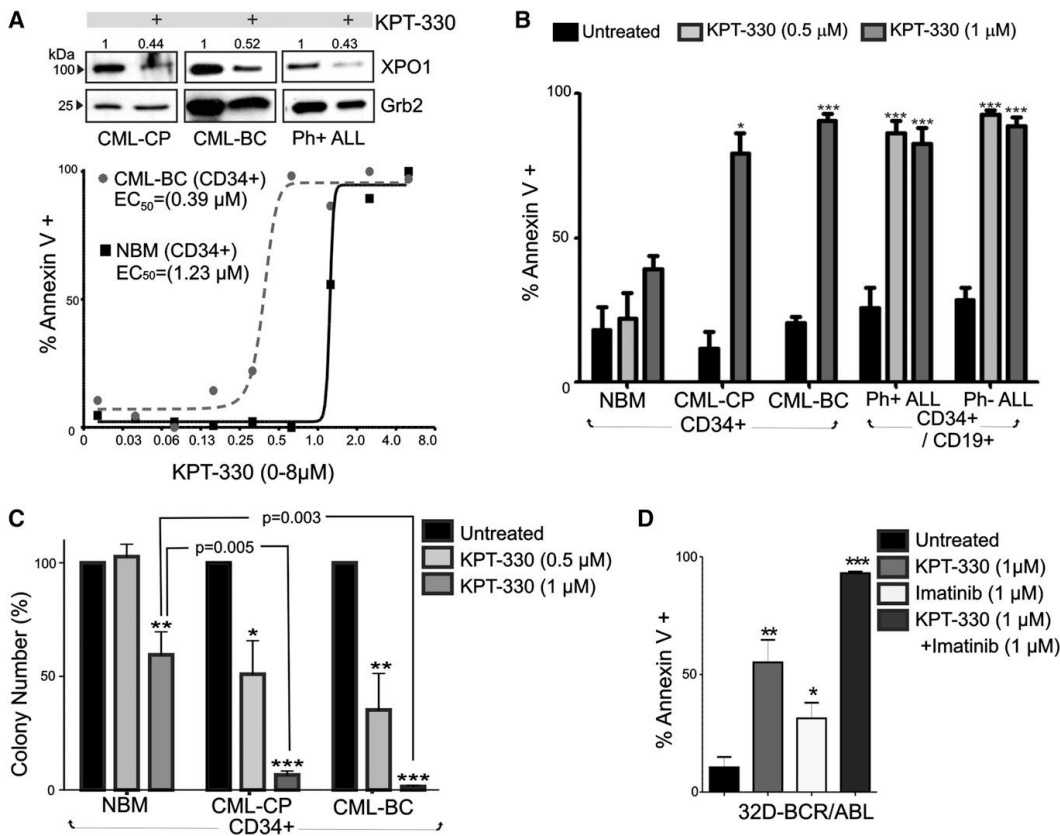 A
+ + + KPT-330
kDa
1 0.44 1 0.52 1 0.43
100 XPO1
25 Grb2
CML-CP CML-BC Ph+ ALL
100
CML-BC (CD34+)
EC50=(0.39 µM)
NBM (CD34+)
EC50=(1.23 µM)
50
0
% Annexin V +
0 0.03 0.06 0.13 0.25 0.5 1.0 2.0 4.0 8.0
KPT-330 (0-8µM)
B
Untreated KPT-330 (0.5 µM) KPT-330 (1 µM)
100
50
0
% Annexin V +
* *** *** *** *** ***
NBM CML-CP CML-BC Ph+ ALL Ph- ALL
CD34+ CD34+
/ CD19+
C
p=0.003
p=0.005
Untreated
KPT-330 (0.5 µM)
KPT-330 (1 µM)
100
50
0
Colony Number (%)
** * *** ** ***
NBM CML-CP CML-BC
CD34+
D
Untreated
KPT-330 (1µM)
Imatinib (1 µM)
KPT-330 (1 µM)
+Imatinib (1 µM)
100
50
0
% Annexin V +
** * ***
32D-BCR/ABL